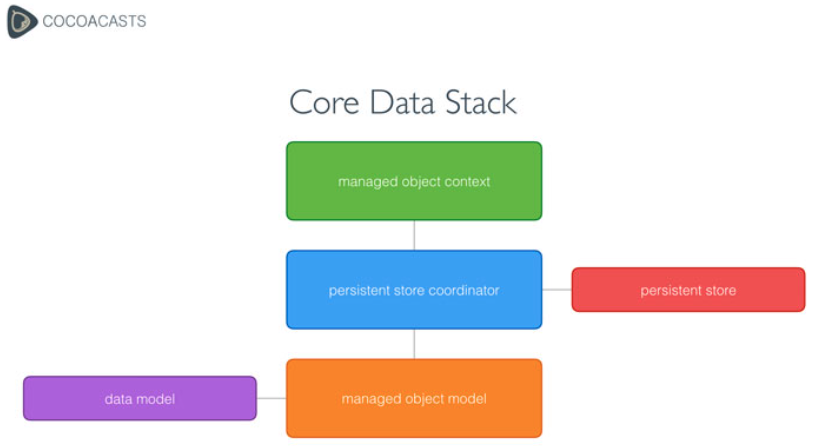 COCOACASTS
Core Data Stack
managed object context
persistent store coordinator
persistent store
data model
managed object model